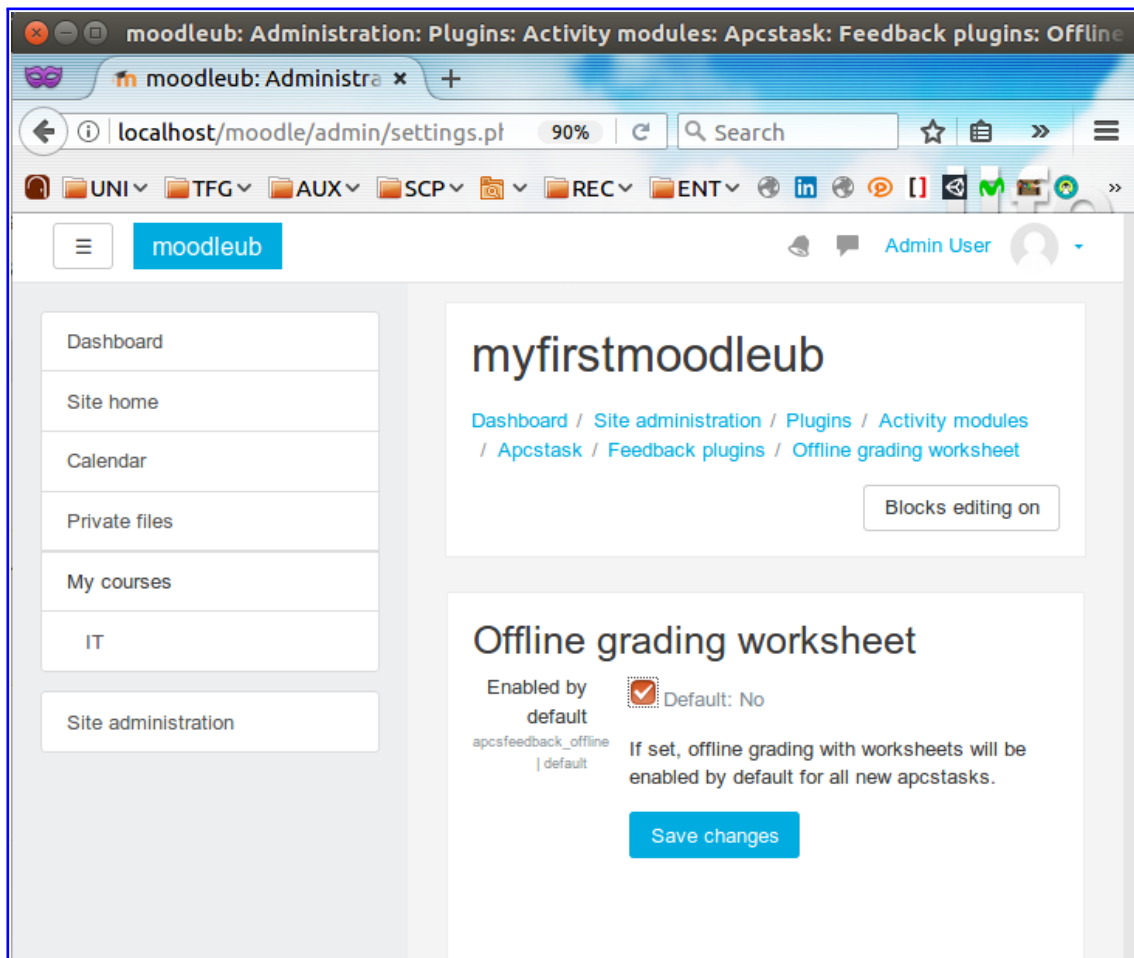 moodleub: Administration: Plugins: Activity modules: Apcstask: Feedback plugins: Offline
moodleub: Administra
localhost/moodle/admin/settings.ph 90% Search
UNI TFG AUX SCP REC ENT
moodleub Admin User
Dashboard
Site home
Calendar
Private files
My courses
IT
Site administration
myfirstmoodleub
Dashboard / Site administration / Plugins / Activity modules
/ Apcstask / Feedback plugins / Offline grading worksheet
Blocks editing on
Offline grading worksheet
Enabled by
default
apcsfeedback_offline
| default
Default: No
If set, offline grading with worksheets will be
enabled by default for all new apcstasks.
Save changes